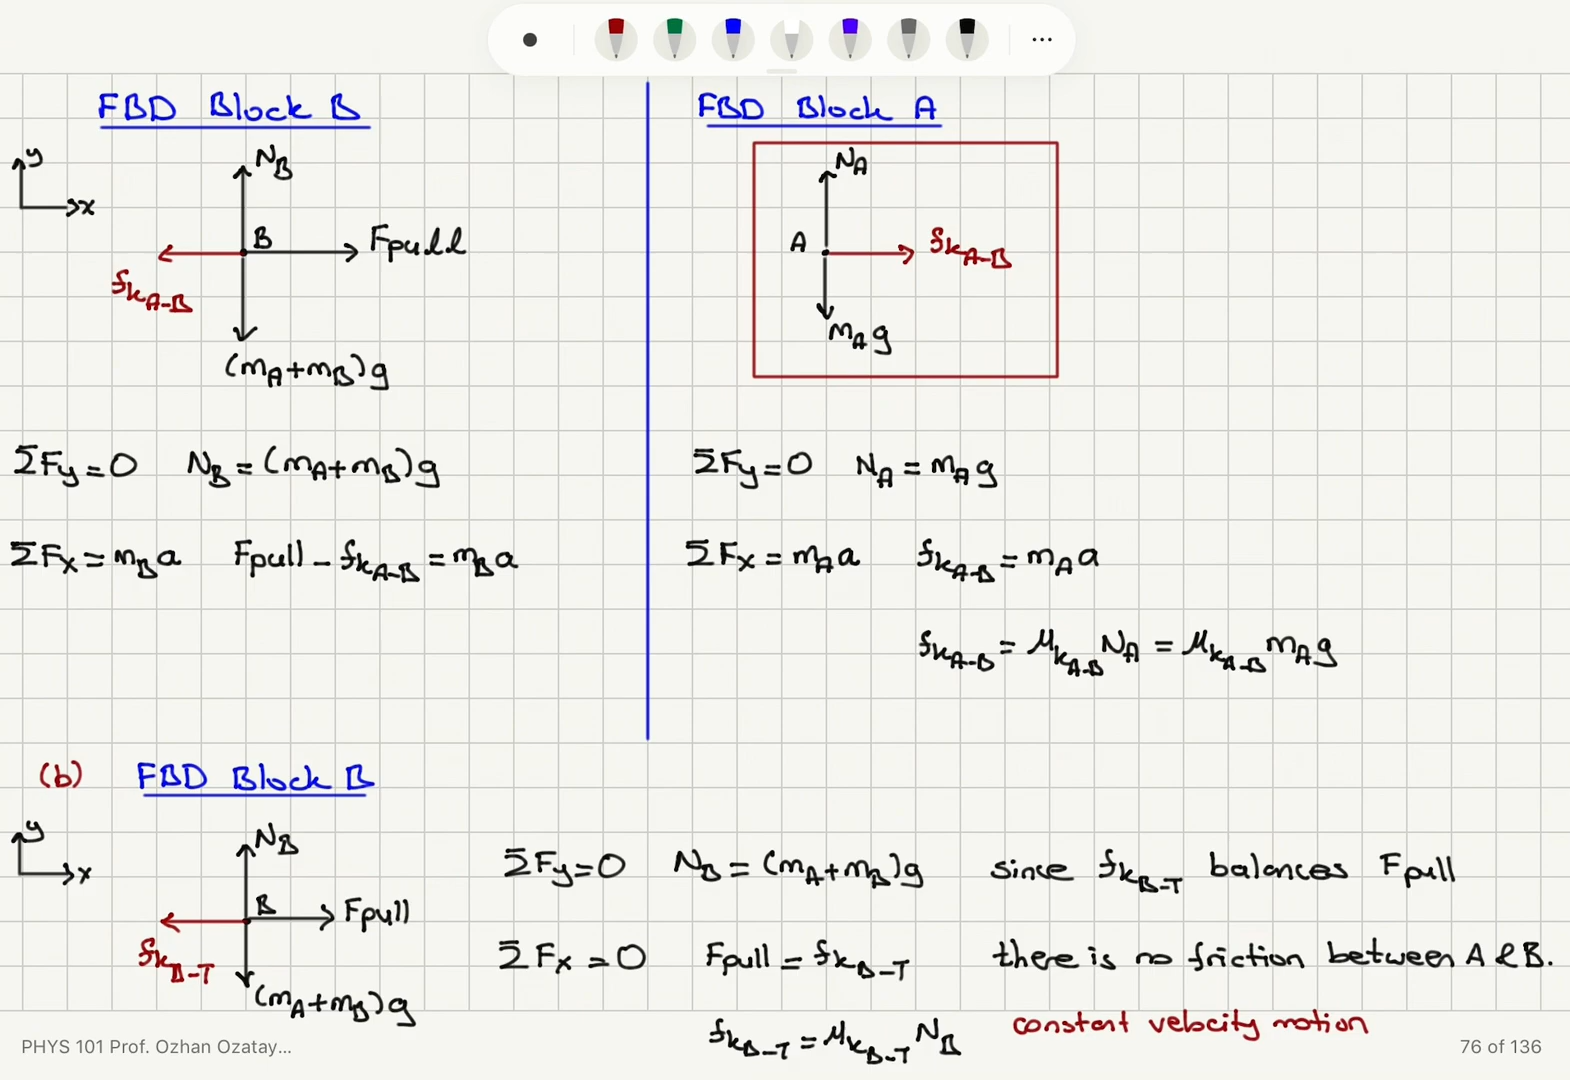 FBD Block B
y
x
N_B
B
Fpull
f_kA-B
(m_A+m_B)g
ΣFy=0 N_B=(m_A+m_B)g
ΣFx=m_Ba Fpull-f_kA-B=m_Ba
FBD Block A
N_A
A
f_kA-B
m_Ag
ΣFy=0 N_A=m_Ag
ΣFx=m_Aa f_kA-B=m_Aa
f_kA-B=μ_kA-B N_A=μ_kA-B m_Ag
(b) FBD Block B
y
x
N_B
B
Fpull
f_kB-T
(m_A+m_B)g
ΣFy=0 N_B=(m_A+m_B)g since f_kB-T balances Fpull
ΣFx=0 Fpull=f_kB-T there is no friction between A & B.
f_kB-T=μ_kB-T N_B constant velocity motion
PHYS 101 Prof. Ozhan Ozatay...
76 of 136